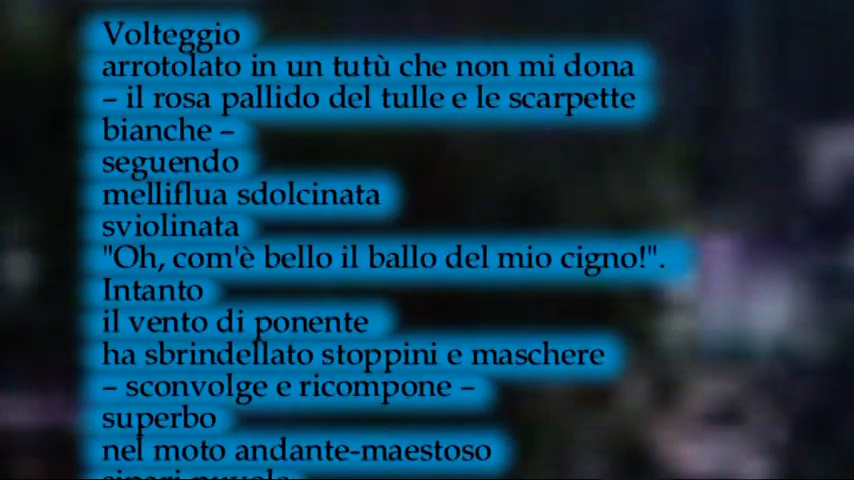 Volteggio
arrotolato in un tutù che non mi dona
– il rosa pallido del tulle e le scarpette
bianche –
seguendo
melliflua sdolcinata
sviolinata
"Oh, com'è bello il ballo del mio cigno!".
Intanto
il vento di ponente
ha sbrindellato stoppini e maschere
– sconvolge e ricompone –
superbo
nel moto andante-maestoso